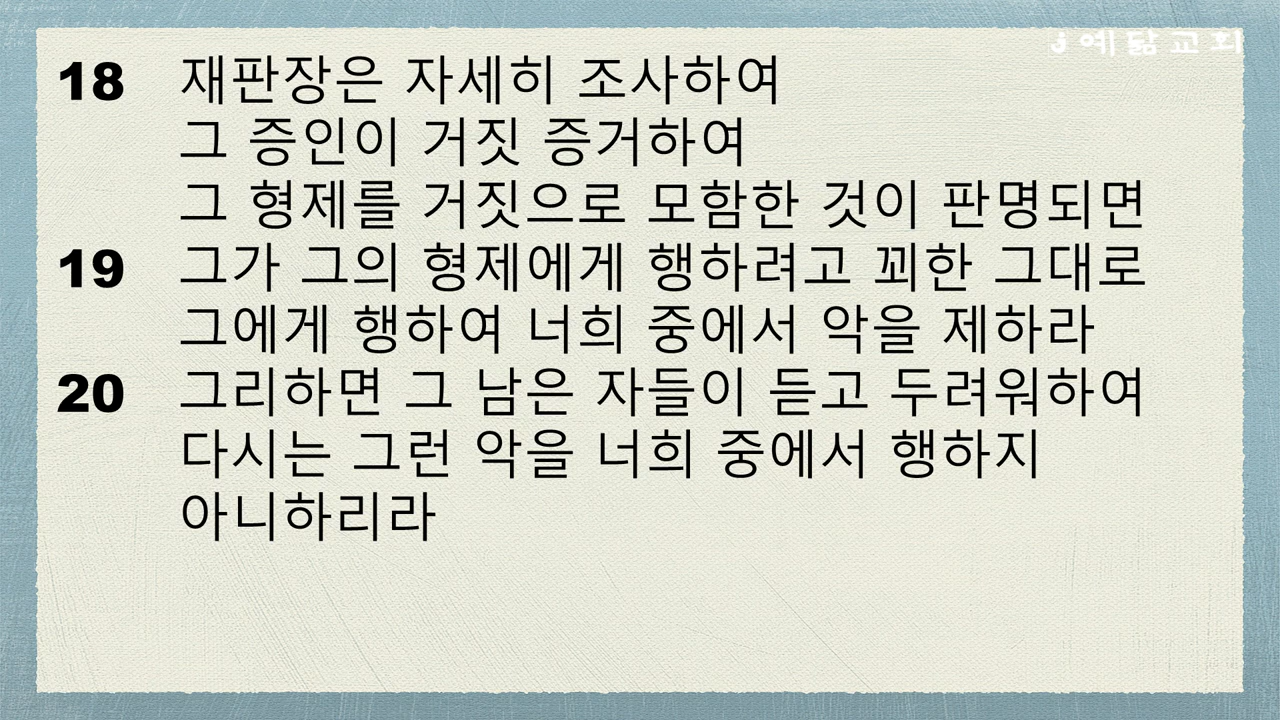 J 예닮교회
18 재판장은 자세히 조사하여
그 증인이 거짓 증거하여
그 형제를 거짓으로 모함한 것이 판명되면
19 그가 그의 형제에게 행하려고 꾀한 그대로
그에게 행하여 너희 중에서 악을 제하라
20 그리하면 그 남은 자들이 듣고 두려워하여
다시는 그런 악을 너희 중에서 행하지
아니하리라